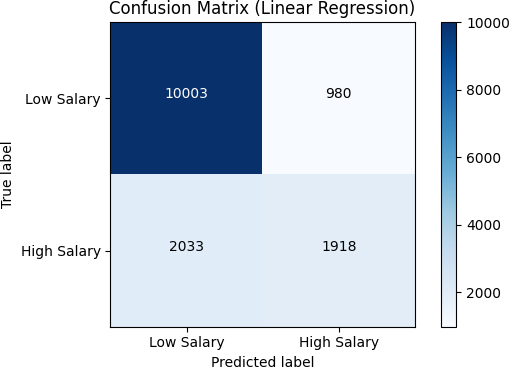 Confusion Matrix (Linear Regression)
True label
Low Salary
High Salary
10003 980
2033 1918
Low Salary High Salary
Predicted label
10000
8000
6000
4000
2000